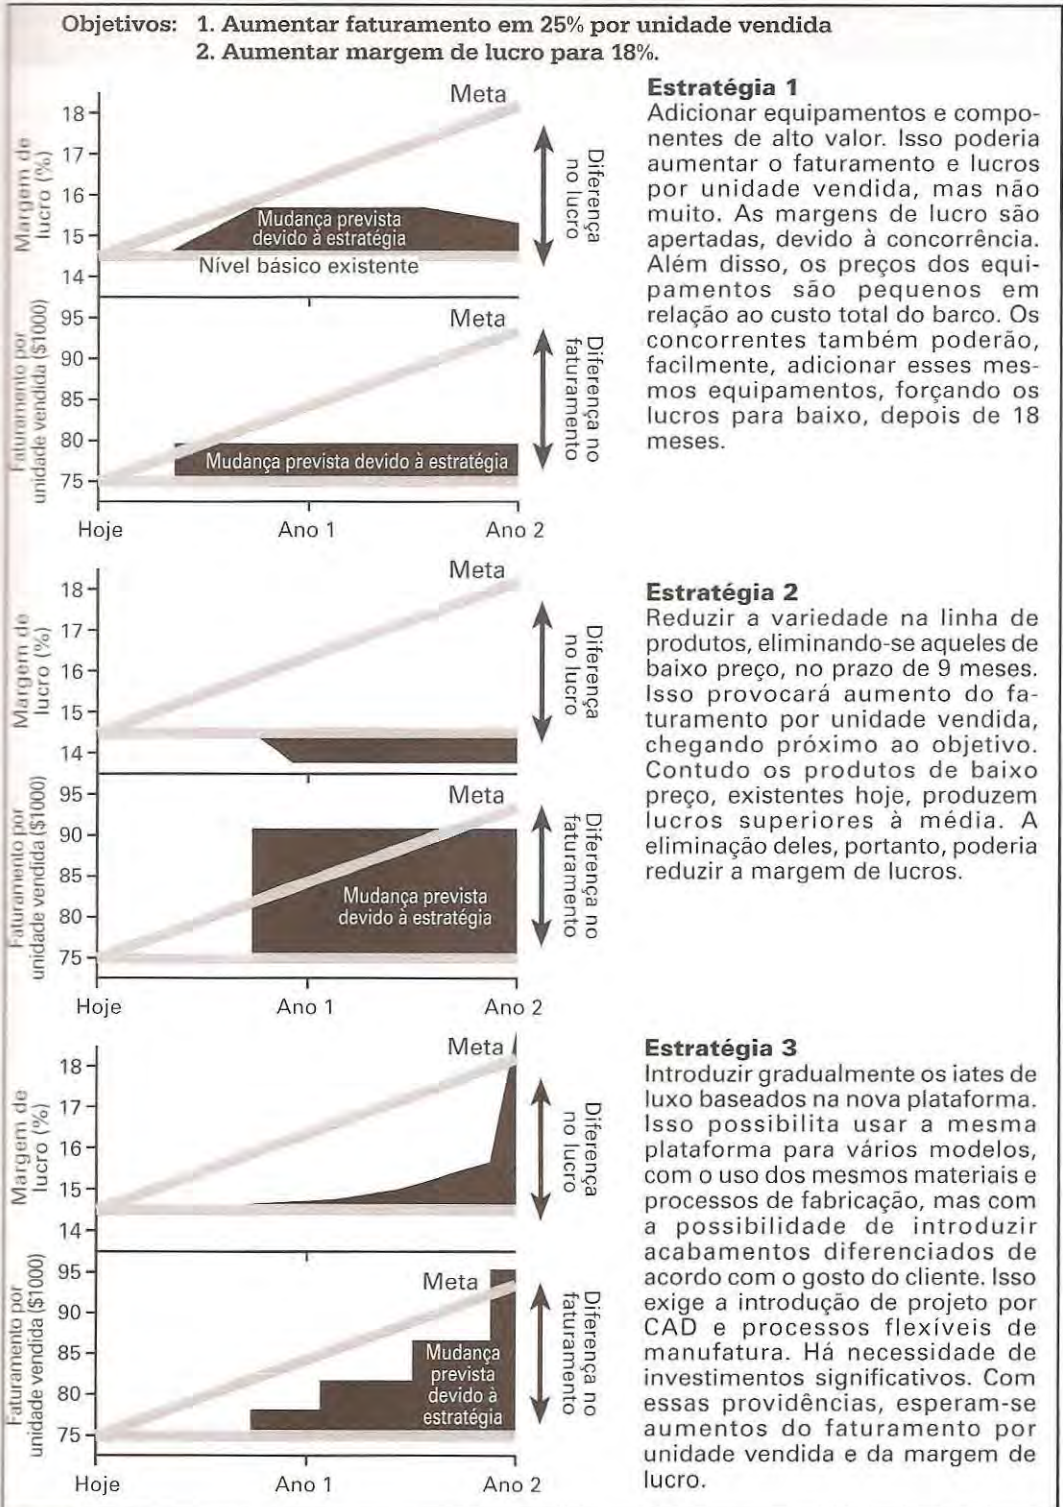 Objetivos: 1. Aumentar faturamento em 25% por unidade vendida
2. Aumentar margem de lucro para 18%.
Margem de
lucro (%)
18
17
16
15
14
Meta
Mudança prevista
devido à estratégia
Nível básico existente
Diferença
no lucro
Faturamento por
unidade vendida ($1000)
95
90
85
80
75
Meta
Mudança prevista devido à estratégia
Diferença no
faturamento
Hoje Ano 1 Ano 2
Estratégia 1
Adicionar equipamentos e compo-
nentes de alto valor. Isso poderia
aumentar o faturamento e lucros
por unidade vendida, mas não
muito. As margens de lucro são
apertadas, devido à concorrência.
Além disso, os preços dos equi-
pamentos são pequenos em
relação ao custo total do barco. Os
concorrentes também poderão,
facilmente, adicionar esses mes-
mos equipamentos, forçando os
lucros para baixo, depois de 18
meses.
Margem de
lucro (%)
18
17
16
15
14
Meta
Diferença
no lucro
Faturamento por
unidade vendida ($1000)
95
90
85
80
75
Meta
Mudança prevista
devido à estratégia
Diferença no
faturamento
Hoje Ano 1 Ano 2
Estratégia 2
Reduzir a variedade na linha de
produtos, eliminando-se aqueles de
baixo preço, no prazo de 9 meses.
Isso provocará aumento do fa-
turamento por unidade vendida,
chegando próximo ao objetivo.
Contudo os produtos de baixo
preço, existentes hoje, produzem
lucros superiores à média. A
eliminação deles, portanto, poderia
reduzir a margem de lucros.
Margem de
lucro (%)
18
17
16
15
14
Meta
Diferença
no lucro
Faturamento por
unidade vendida ($1000)
95
90
85
80
75
Meta
Mudança
prevista
devido à
estratégia
Diferença no
faturamento
Hoje Ano 1 Ano 2
Estratégia 3
Introduzir gradualmente os iates de
luxo baseados na nova plataforma.
Isso possibilita usar a mesma
plataforma para vários modelos,
com o uso dos mesmos materiais e
processos de fabricação, mas com
a possibilidade de introduzir
acabamentos diferenciados de
acordo com o gosto do cliente. Isso
exige a introdução de projeto por
CAD e processos flexíveis de
manufatura. Há necessidade de
investimentos significativos. Com
essas providências, esperam-se
aumentos do faturamento por
unidade vendida e da margem de
lucro.